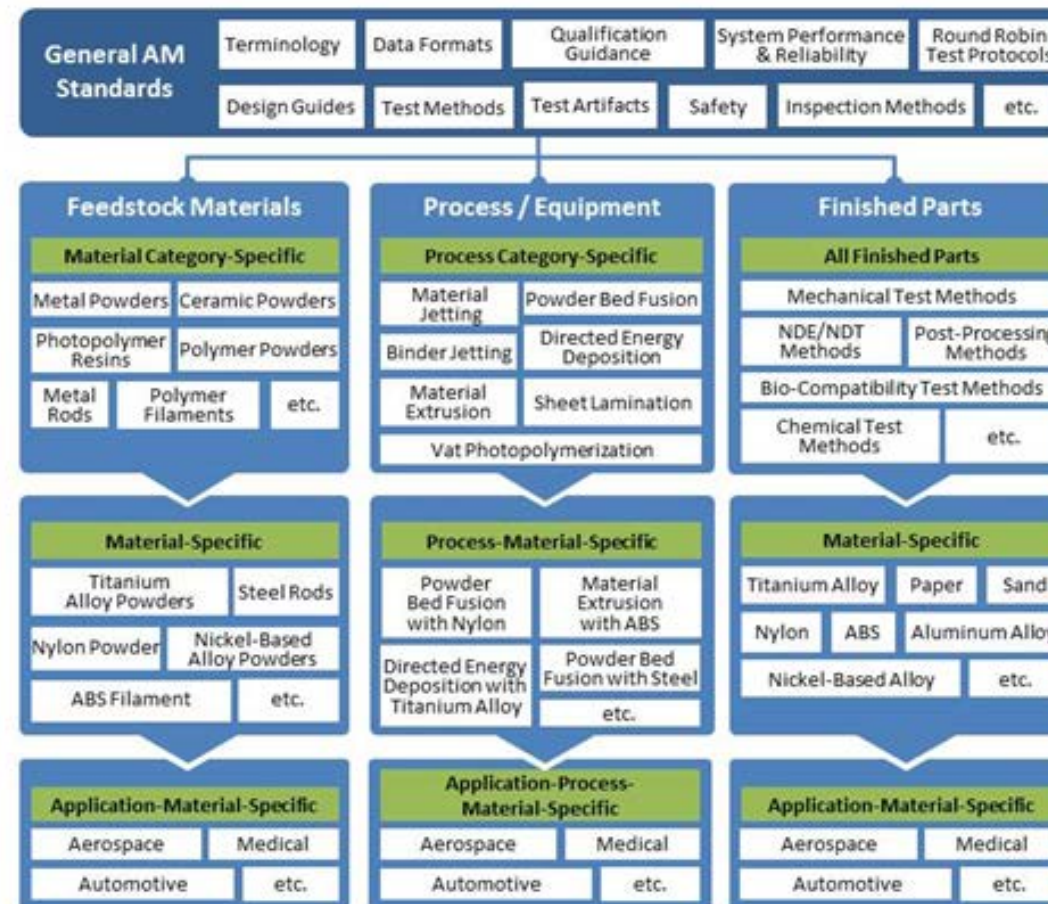 General AM
Standards
Terminology
Data Formats
Qualification
Guidance
System Performance
& Reliability
Round Robin
Test Protocols
Design Guides
Test Methods
Test Artifacts
Safety
Inspection Methods
etc.
Feedstock Materials
Material Category-Specific
Metal Powders
Ceramic Powders
Photopolymer
Resins
Polymer Powders
Metal
Rods
Polymer
Filaments
etc.
Material-Specific
Titanium
Alloy Powders
Steel Rods
Nylon Powder
Nickel-Based
Alloy Powders
ABS Filament
etc.
Application-Material-Specific
Aerospace
Medical
Automotive
etc.
Process / Equipment
Process Category-Specific
Material
Jetting
Powder Bed Fusion
Binder Jetting
Directed Energy
Deposition
Material
Extrusion
Sheet Lamination
Vat Photopolymerization
Process-Material-Specific
Powder
Bed Fusion
with Nylon
Material
Extrusion
with ABS
Directed Energy
Deposition with
Titanium Alloy
Powder Bed
Fusion with Steel
etc.
Application-Process-
Material-Specific
Aerospace
Medical
Automotive
etc.
Finished Parts
All Finished Parts
Mechanical Test Methods
NDE/NDT
Methods
Post-Processing
Methods
Bio-Compatibility Test Methods
Chemical Test
Methods
etc.
Material-Specific
Titanium Alloy
Paper
Sand
Nylon
ABS
Aluminum Alloy
Nickel-Based Alloy
etc.
Application-Material-Specific
Aerospace
Medical
Automotive
etc.